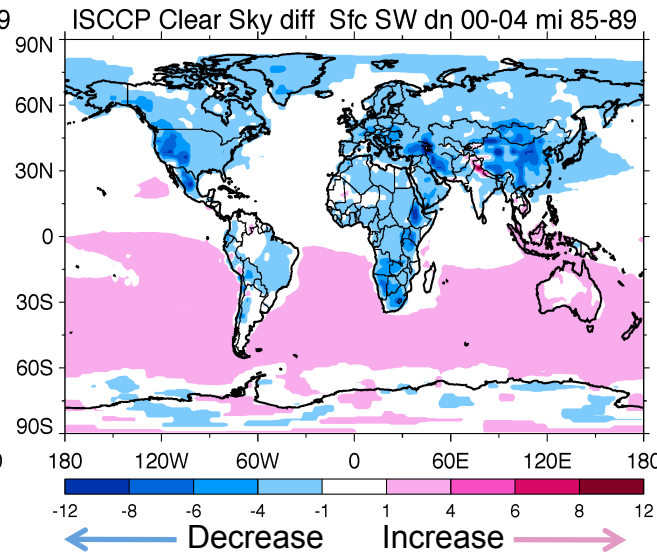 9 ISCCP Clear Sky diff Sfc SW dn 00-04 mi 85-89
90N
60N
30N
0
30S
60S
90S
0 180 120W 60W 0 60E 120E 180
-12 -8 -6 -4 -1 1 4 6 8 12
Decrease Increase